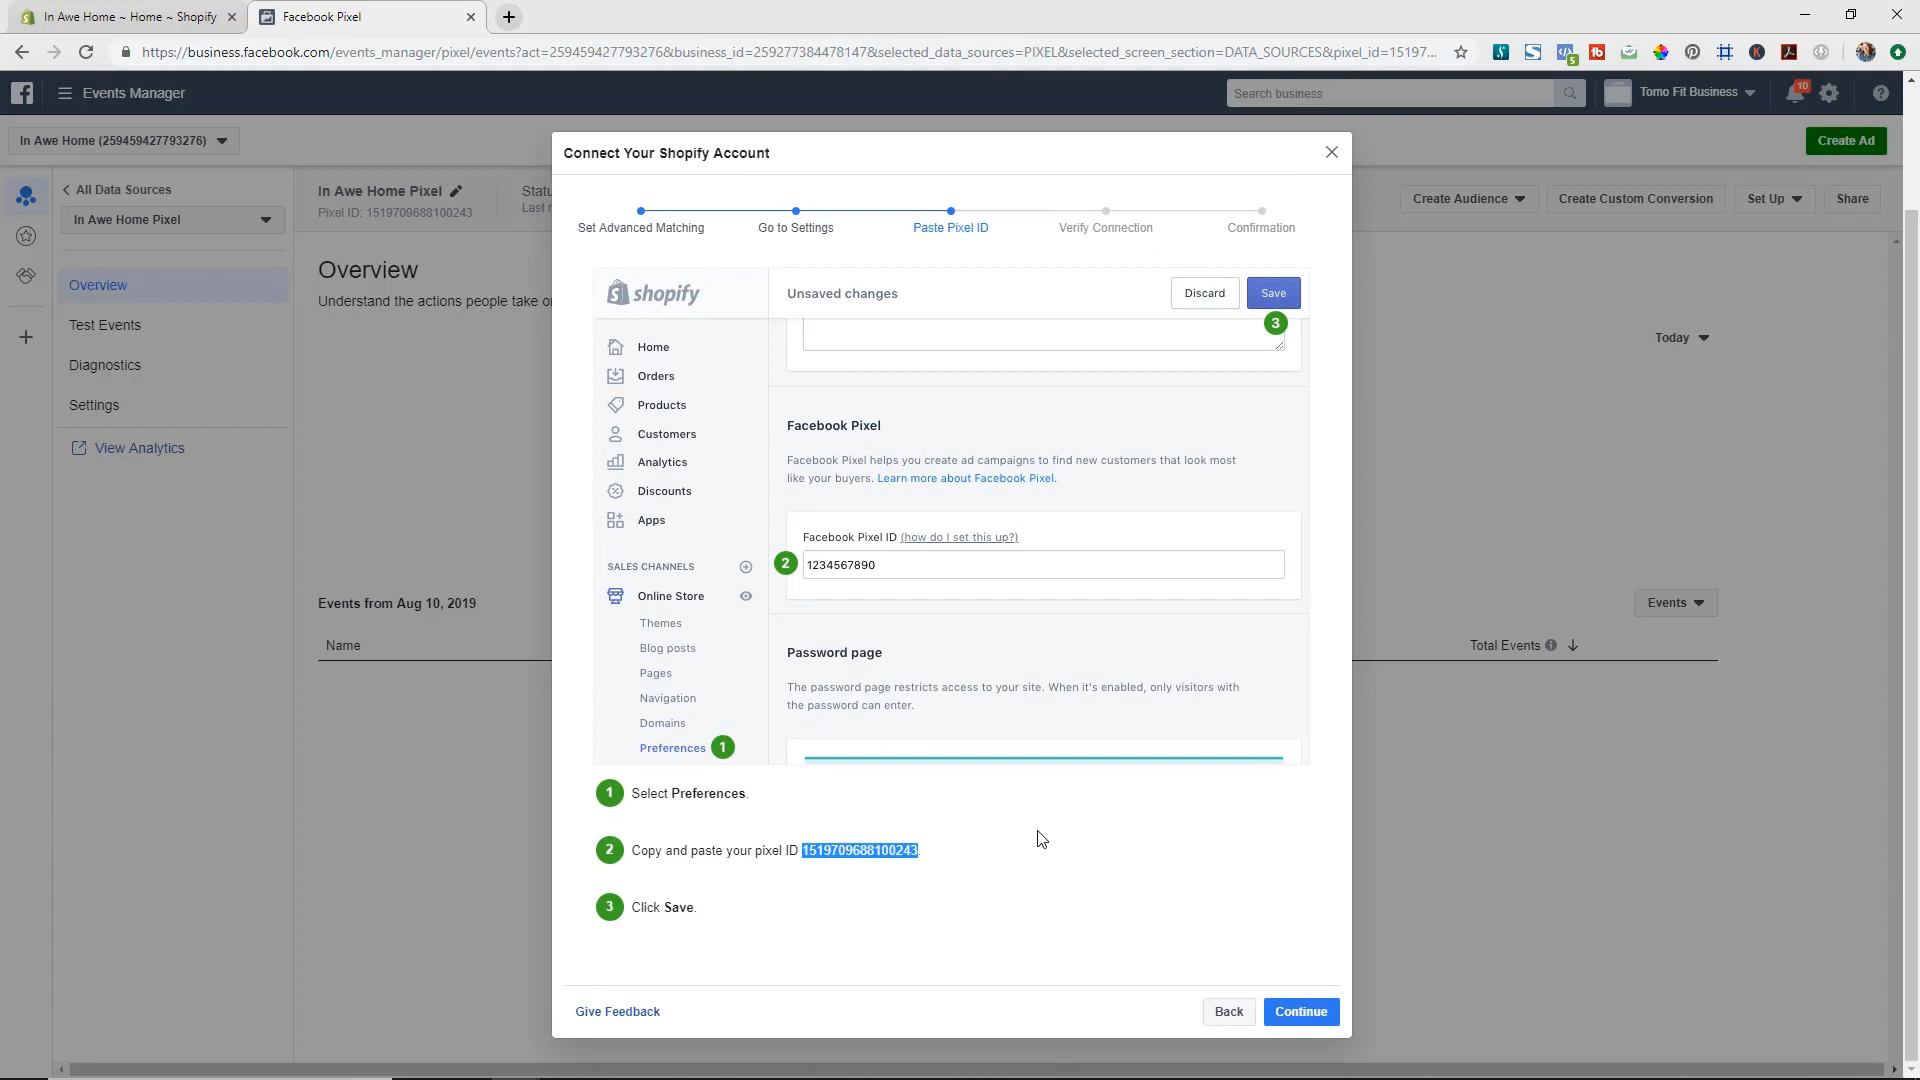 In Awe Home ~ Home ~ Shopify
Facebook Pixel
https://business.facebook.com/events_manager/pixel/events?act=259459427793276&business_id=259277384478147&selected_data_sources=PIXEL&selected_screen_section=DATA_SOURCES&pixel_id=15197...
Events Manager
Search business
Tomo Fit Business
10
In Awe Home (259459427793276)
Create Ad
All Data Sources
In Awe Home Pixel
In Awe Home Pixel
Pixel ID: 1519709688100243
Create Audience
Create Custom Conversion
Set Up
Share
Overview
Test Events
Diagnostics
Settings
View Analytics
Overview
Understand the actions people take
Today
Events from Aug 10, 2019
Events
Name
Total Events
Connect Your Shopify Account
Set Advanced Matching
Go to Settings
Paste Pixel ID
Verify Connection
Confirmation
shopify
Unsaved changes
Discard
Save
3
Home
Orders
Products
Customers
Analytics
Discounts
Apps
SALES CHANNELS
Online Store
Themes
Blog posts
Pages
Navigation
Domains
Preferences
1
Facebook Pixel
Facebook Pixel helps you create ad campaigns to find new customers that look most
like your buyers. Learn more about Facebook Pixel.
Facebook Pixel ID (how do I set this up?)
2
1234567890
Password page
The password page restricts access to your site. When it's enabled, only visitors with
the password can enter.
1 Select Preferences.
2 Copy and paste your pixel ID 1519709688100243.
3 Click Save.
Give Feedback
Back
Continue